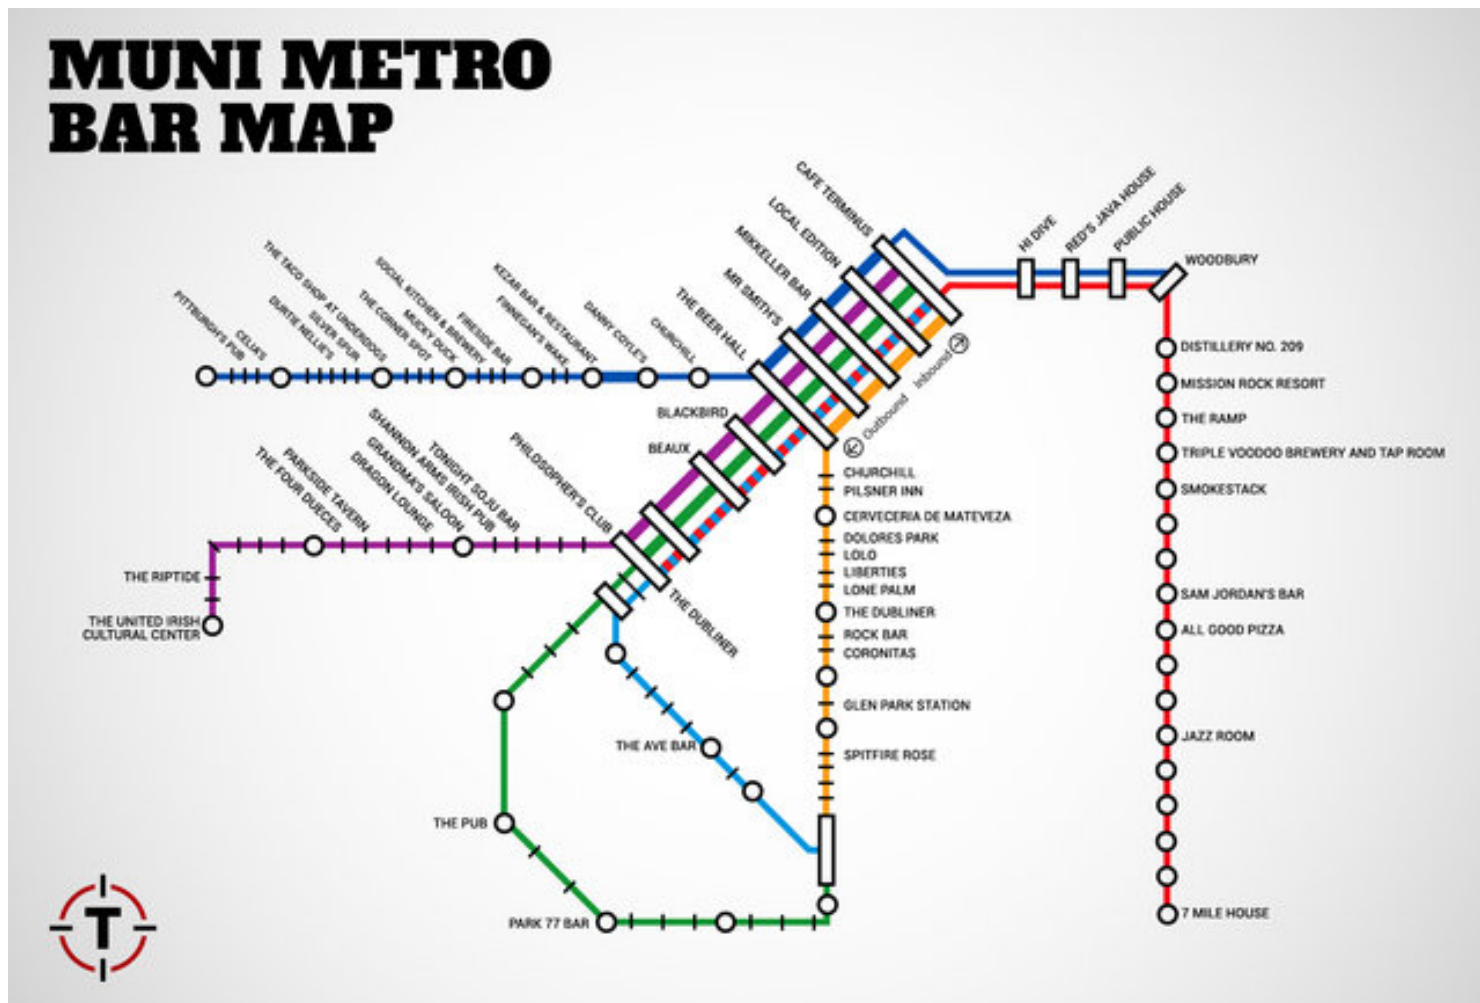 MUNI METRO
BAR MAP
PITTBURGH'S PUB
CELIA'S
THE TACO SHOP AT UNDERDOGS
DURTIE NELLIE'S
SILVER SPUR
SOCIAL KITCHEN & BREWERY
THE CORNER SPOT
MUCKY DUCK
FIRESIDE BAR
KEZAR BAR & RESTAURANT
FINNEGAN'S WAKE
DANNY COYLE'S
CHURCHILL
THE BEER HALL
MR SMITH'S
MIKKELLER BAR
LOCAL EDITION
CAFE TERMINUS
HI DIVE
RED'S JAVA HOUSE
PUBLIC HOUSE
WOODBURY
Inbound
Outbound
BLACKBIRD
BEAUX
PHILOSOPHER'S CLUB
THE DUBLINER
TONIGHT SOJU BAR
SHANNON ARMS IRISH PUB
GRANDMA'S SALOON
DRAGON LOUNGE
PARKSIDE TAVERN
THE FOUR DUECES
THE RIPTIDE
THE UNITED IRISH
CULTURAL CENTER
CHURCHILL
PILSNER INN
CERVECERIA DE MATEVEZA
DOLORES PARK
LOLO
LIBERTIES
LONE PALM
THE DUBLINER
ROCK BAR
CORONITAS
GLEN PARK STATION
SPITFIRE ROSE
THE AVE BAR
THE PUB
PARK 77 BAR
DISTILLERY NO. 209
MISSION ROCK RESORT
THE RAMP
TRIPLE VOODOO BREWERY AND TAP ROOM
SMOKESTACK
SAM JORDAN'S BAR
ALL GOOD PIZZA
JAZZ ROOM
7 MILE HOUSE
T